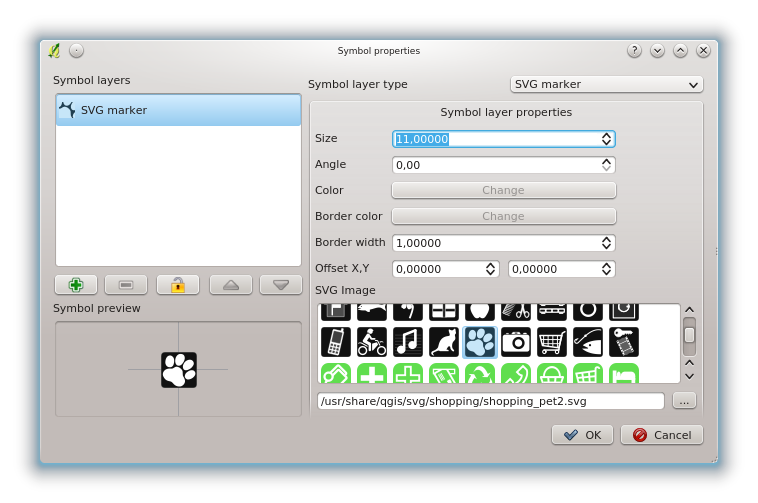 Symbol properties
Symbol layers
SVG marker
Symbol preview
Symbol layer type
SVG marker
Symbol layer properties
Size
11,00000
Angle
0,00
Color
Change
Border color
Change
Border width
1,00000
Offset X,Y
0,00000
0,00000
SVG Image
/usr/share/qgis/svg/shopping/shopping_pet2.svg
...
OK
Cancel